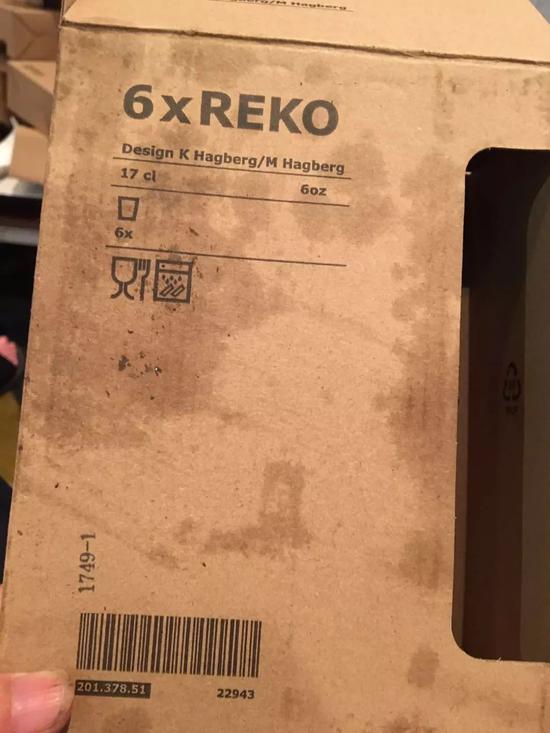 6xREKO
Design K Hagberg/M Hagberg
17 cl 6oz
6x
1749-1
201.378.51 22943